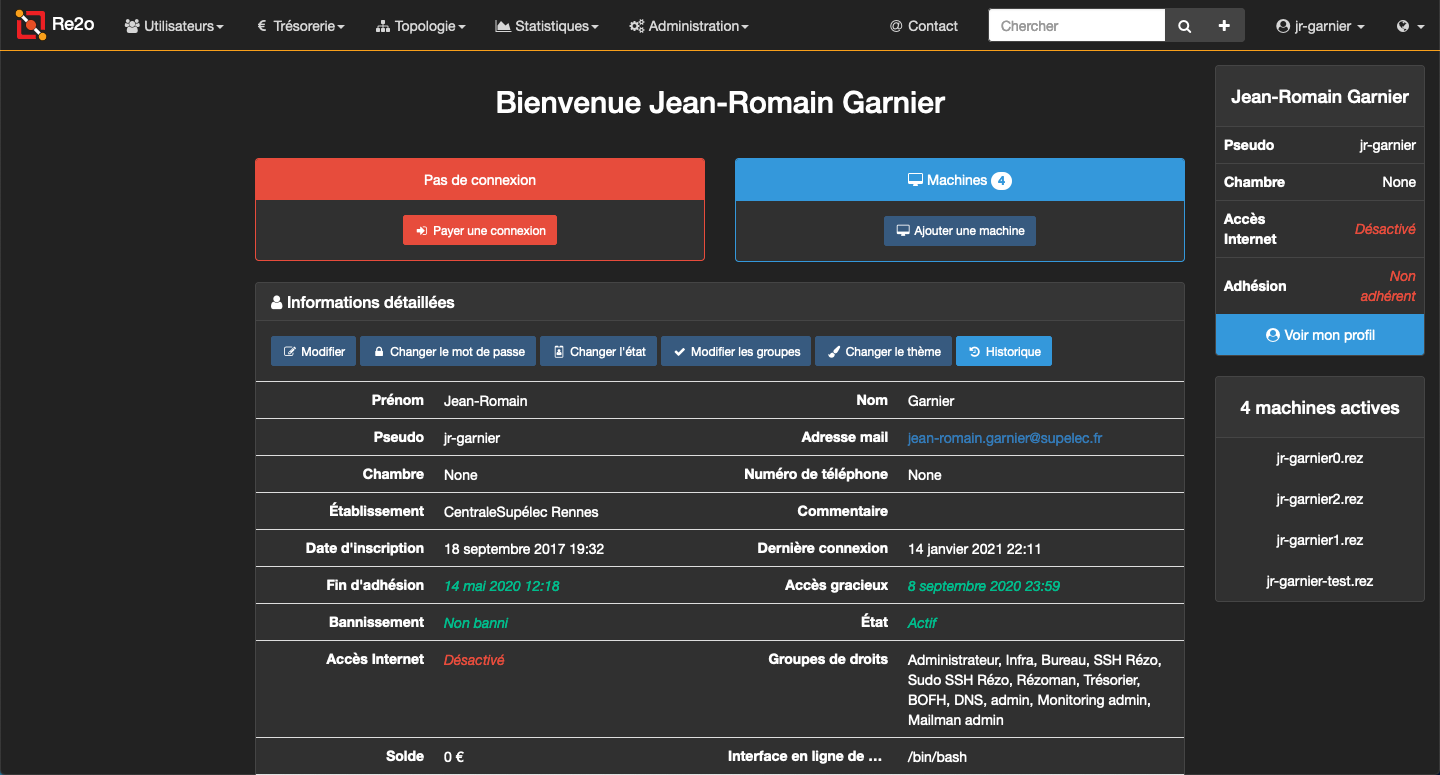 Re2o Utilisateurs Trésorerie Topologie Statistiques Administration @ Contact Chercher jr-garnier
Bienvenue Jean-Romain Garnier
Pas de connexion
Payer une connexion
Machines 4
Ajouter une machine
Informations détaillées
Modifier Changer le mot de passe Changer l'état Modifier les groupes Changer le thème Historique
Prénom Jean-Romain Nom Garnier
Pseudo jr-garnier Adresse mail jean-romain.garnier@supelec.fr
Chambre None Numéro de téléphone None
Établissement CentraleSupélec Rennes Commentaire
Date d'inscription 18 septembre 2017 19:32 Dernière connexion 14 janvier 2021 22:11
Fin d'adhésion 14 mai 2020 12:18 Accès gracieux 8 septembre 2020 23:59
Bannissement Non banni État Actif
Accès Internet Désactivé Groupes de droits Administrateur, Infra, Bureau, SSH Rézo,
Sudo SSH Rézo, Rézoman, Trésorier,
BOFH, DNS, admin, Monitoring admin,
Mailman admin
Solde 0 € Interface en ligne de ... /bin/bash
Jean-Romain Garnier
Pseudo jr-garnier
Chambre None
Accès
Internet Désactivé
Adhésion Non
adhérent
Voir mon profil
4 machines actives
jr-garnier0.rez
jr-garnier2.rez
jr-garnier1.rez
jr-garnier-test.rez